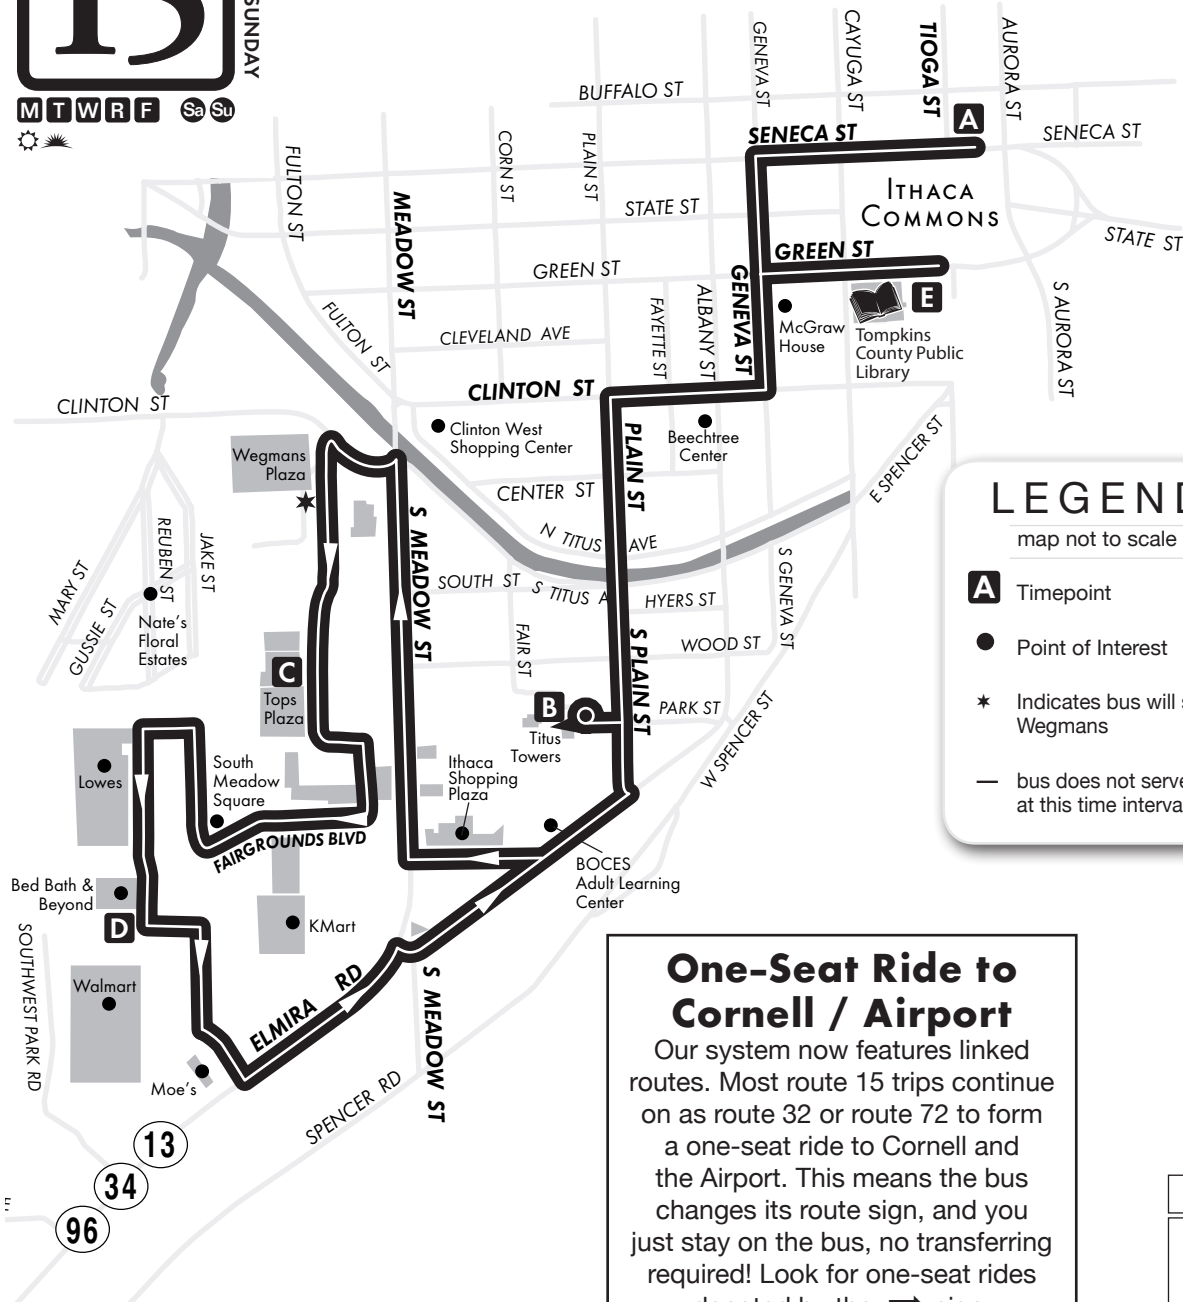 15
SUNDAY
M T W R F Sa Su
BUFFALO ST
GENEVA ST
CAYUGA ST
TIOGA ST
AURORA ST
SENECA ST
A
SENECA ST
FULTON ST
CORN ST
PLAIN ST
MEADOW ST
ITHACA
COMMONS
STATE ST
STATE ST
GREEN ST
GREEN ST
GENEVA ST
E
S AURORA ST
FULTON ST
FAYETTE ST
ALBANY ST
McGraw
House
Tompkins
County Public
Library
CLEVELAND AVE
CLINTON ST
CLINTON ST
Clinton West
Shopping Center
PLAIN ST
Beechtree
Center
E SPENCER ST
Wegmans
Plaza
CENTER ST
LEGEND
map not to scale
A Timepoint
Point of Interest
Indicates bus will
Wegmans
— bus does not serve
at this time interva
S MEADOW ST
N TITUS AVE
REUBEN ST
JAKE ST
MARY ST
GUSSIE ST
SOUTH ST
S TITUS A
HYERS ST
S GENEVA ST
Nate's
Floral
Estates
FAIR ST
S PLAIN ST
WOOD ST
C
Tops
Plaza
B
PARK ST
Titus
Towers
W SPENCER ST
Lowes
South
Meadow
Square
Ithaca
Shopping
Plaza
FAIRGROUNDS BLVD
BOCES
Adult Learning
Center
Bed Bath &
Beyond
D
KMart
SOUTHWEST PARK RD
Walmart
ELMIRA RD
S MEADOW ST
Moe's
SPENCER RD
13
34
96
One-Seat Ride to
Cornell / Airport
Our system now features linked
routes. Most route 15 trips continue
on as route 32 or route 72 to form
a one-seat ride to Cornell and
the Airport. This means the bus
changes its route sign, and you
just stay on the bus, no transferring
required! Look for one-seat rides